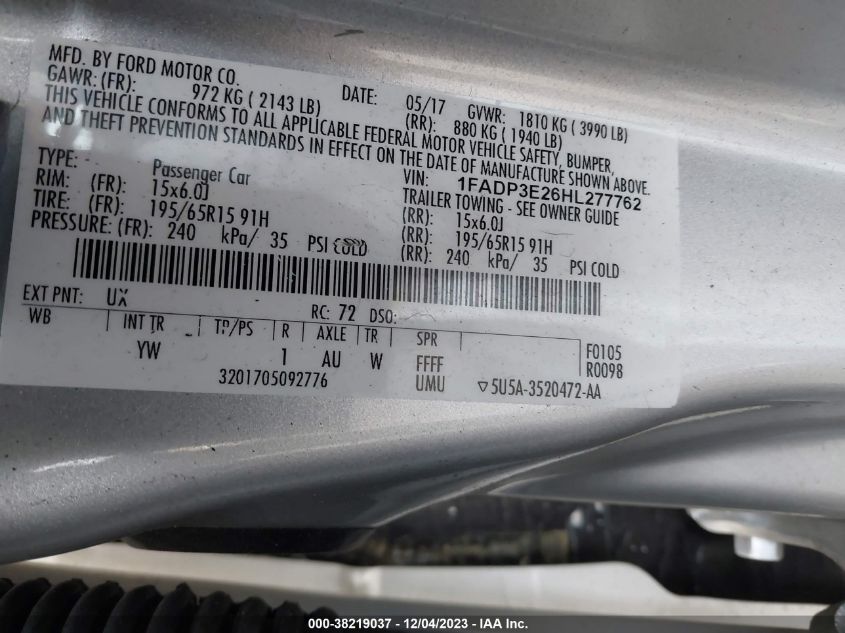 MFD. BY FORD MOTOR CO.
DATE: 05/17 GVWR: 1810 KG ( 3990 LB)
GAWR: (FR): 972 KG ( 2143 LB) (RR): 880 KG ( 1940 LB)
THIS VEHICLE CONFORMS TO ALL APPLICABLE FEDERAL MOTOR VEHICLE SAFETY, BUMPER,
AND THEFT PREVENTION STANDARDS IN EFFECT ON THE DATE OF MANUFACTURE SHOWN ABOVE.
TYPE: - Passenger Car VIN: 1FADP3E26HL277762
TRAILER TOWING - SEE OWNER GUIDE
RIM: (FR): 15x6.0J (RR): 15x6.0J
TIRE: (FR): 195/65R15 91H (RR): 195/65R15 91H
PRESSURE: (FR): 240 kPa/ 35 PSI COLD (RR): 240 kPa/ 35 PSI COLD
EXT PNT: UX RC: 72 DSO:
WB INT TR TP/PS R AXLE TR SPR
F0105
YW 1 AU W FFFF
R0098
3201705092776 UMU ▽5U5A-3520472-AA
000-38219037 - 12/04/2023 - IAA Inc.